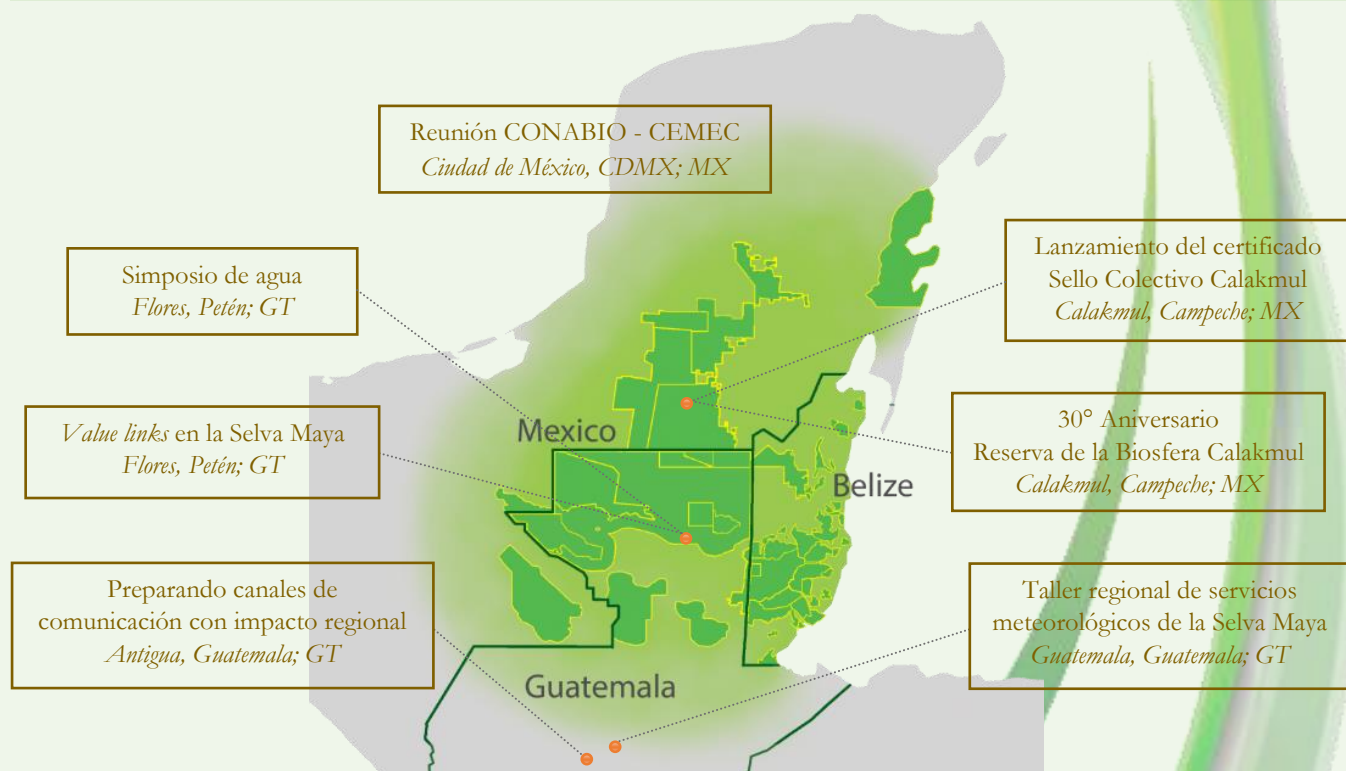 Reunión CONABIO - CEMEC
Ciudad de México, CDMX; MX
Simposio de agua
Flores, Petén; GT
Lanzamiento del certificado
Sello Colectivo Calakmul
Calakmul, Campeche; MX
Value links en la Selva Maya
Flores, Petén; GT
Mexico
30° Aniversario
Reserva de la Biosfera Calakmul
Calakmul, Campeche; MX
Belize
Preparando canales de
comunicación con impacto regional
Antigua, Guatemala; GT
Taller regional de servicios
meteorológicos de la Selva Maya
Guatemala, Guatemala; GT
Guatemala